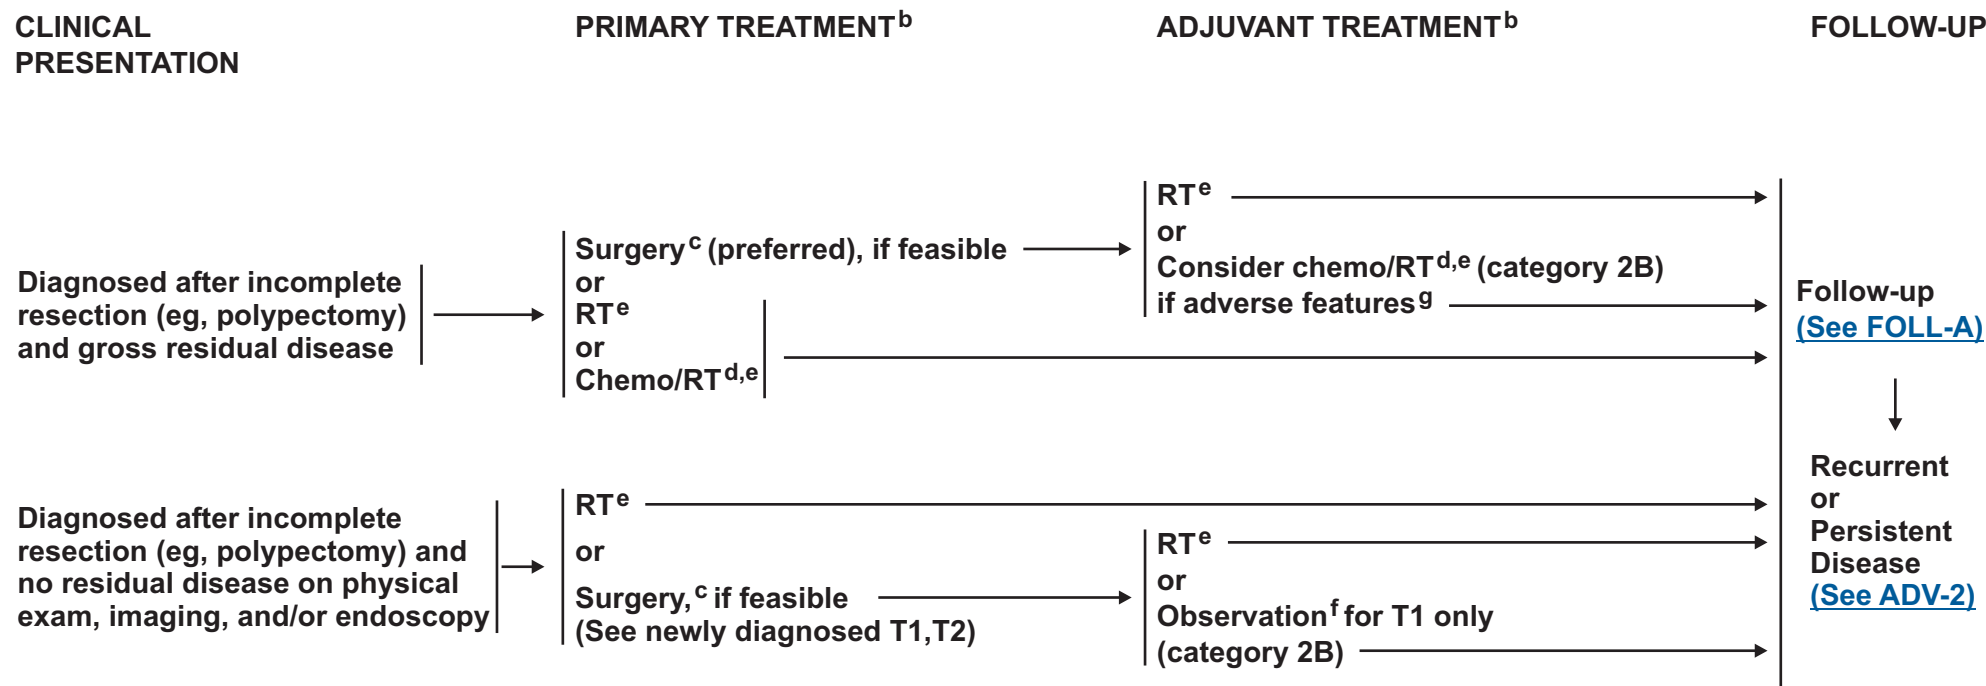 CLINICAL
PRESENTATION
PRIMARY TREATMENTᵇ
ADJUVANT TREATMENTᵇ
FOLLOW-UP
Diagnosed after incomplete
resection (eg, polypectomy)
and gross residual disease
Surgeryᶜ (preferred), if feasible
or
RTᵉ
or
Chemo/RTᵈ,ᵉ
RTᵉ
or
Consider chemo/RTᵈ,ᵉ (category 2B)
if adverse featuresᵍ
Follow-up
(See FOLL-A)
Diagnosed after incomplete
resection (eg, polypectomy) and
no residual disease on physical
exam, imaging, and/or endoscopy
RTᵉ
or
Surgery,ᶜ if feasible
(See newly diagnosed T1,T2)
RTᵉ
or
Observationᶠ for T1 only
(category 2B)
Recurrent
or
Persistent
Disease
(See ADV-2)